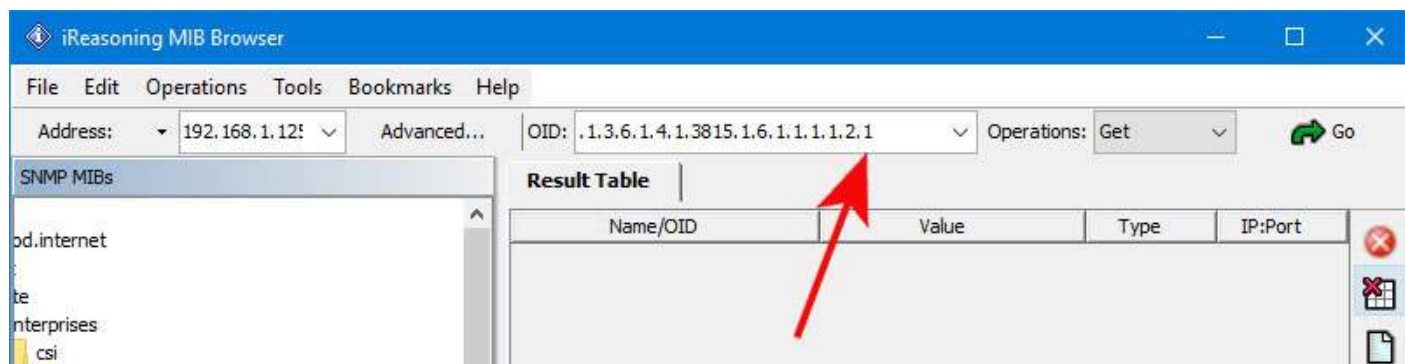 iReasoning MIB Browser
File Edit Operations Tools Bookmarks Help
Address: 192.168.1.125 Advanced... OID: .1.3.6.1.4.1.3815.1.6.1.1.1.1.2.1 Operations: Get Go
SNMP MIBs Result Table
Name/OID Value Type IP:Port
od.internet
te
nterprises
csi